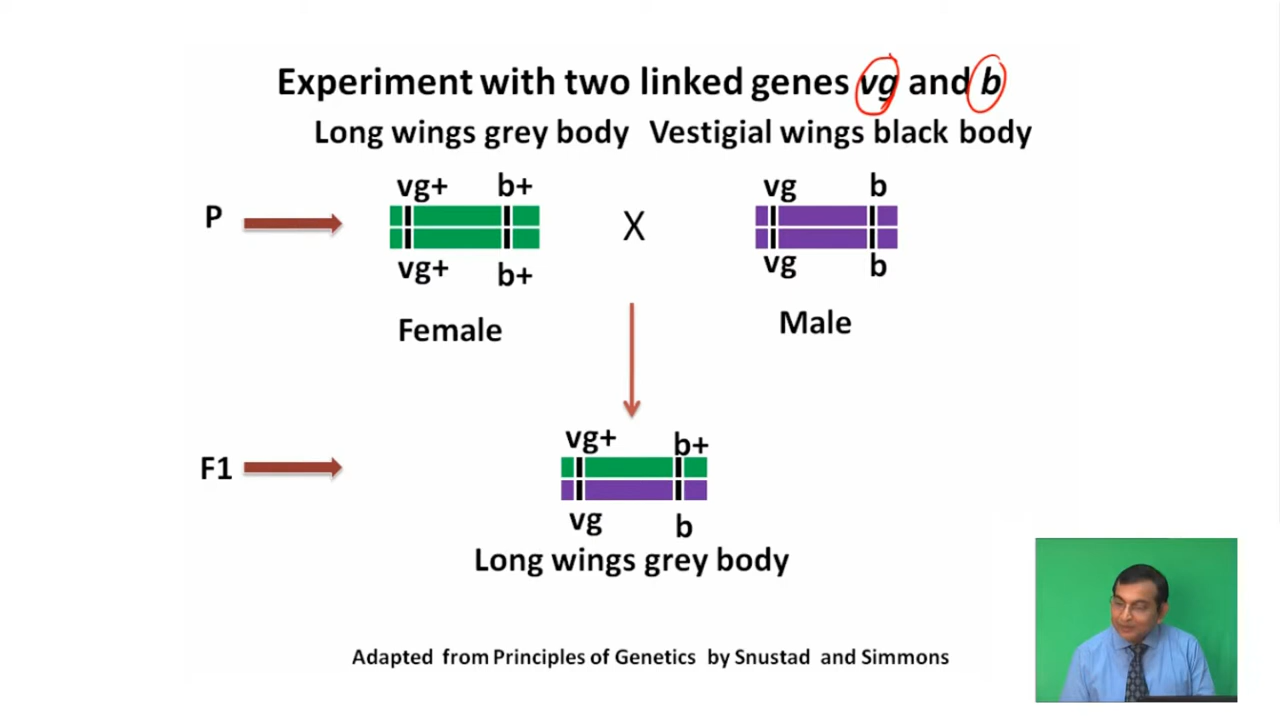 Experiment with two linked genes vg and b
Long wings grey body Vestigial wings black body
vg+ b+ vg b
P X
vg+ b+ vg b
Female Male
vg+ b+
F1
vg b
Long wings grey body
Adapted from Principles of Genetics by Snustad and Simmons